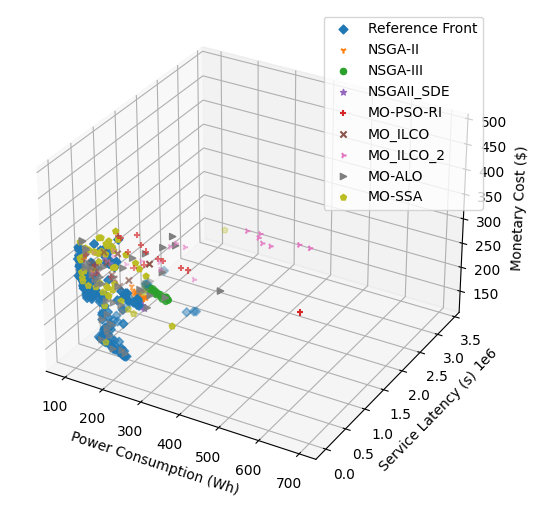 Reference Front
NSGA-II
NSGA-III
NSGAII_SDE
MO-PSO-RI
MO_ILCO
MO_ILCO_2
MO-ALO
MO-SSA
500
450
400
350
300
250
200
150
Monetary Cost ($)
3.5
3.0
2.5
2.0
1.5
1.0
0.5
0.0
Service Latency (s) 1e6
100
200
300
400
500
600
700
Power Consumption (Wh)